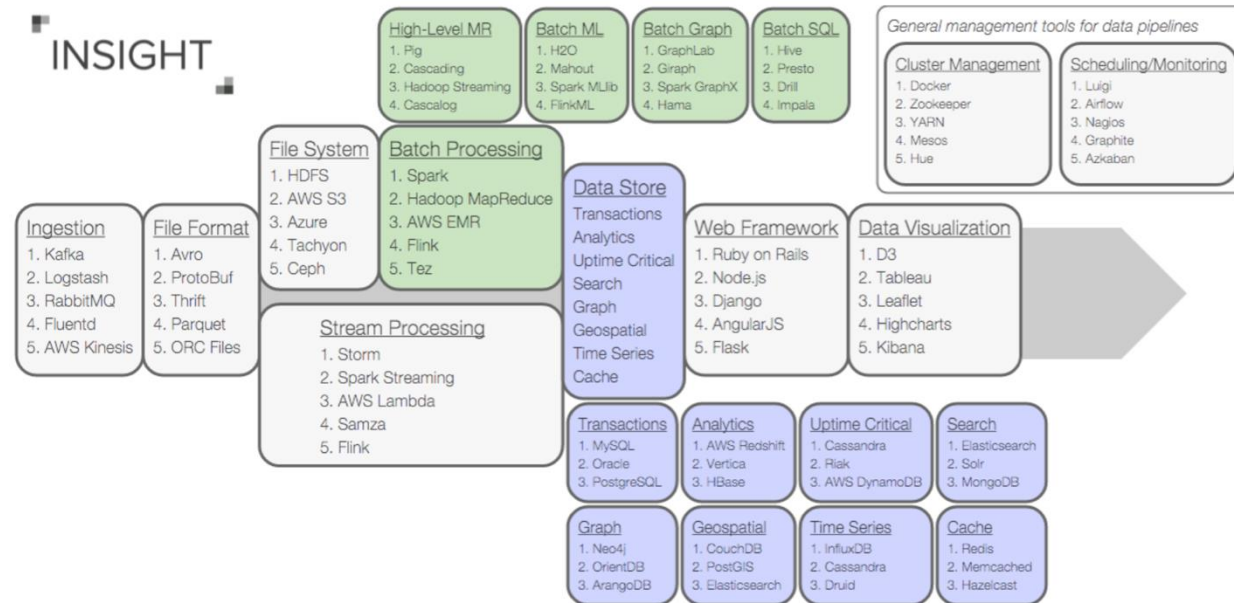 INSIGHT
High-Level MR
1. Pig
2. Cascading
3. Hadoop Streaming
4. Cascalog
Batch ML
1. H2O
2. Mahout
3. Spark MLlib
4. FlinkML
Batch Graph
1. GraphLab
2. Giraph
3. Spark GraphX
4. Hama
Batch SQL
1. Hive
2. Presto
3. Drill
4. Impala
General management tools for data pipelines
Cluster Management
1. Docker
2. Zookeeper
3. YARN
4. Mesos
5. Hue
Scheduling/Monitoring
1. Luigi
2. Airflow
3. Nagios
4. Graphite
5. Azkaban
Ingestion
1. Kafka
2. Logstash
3. RabbitMQ
4. Fluentd
5. AWS Kinesis
File Format
1. Avro
2. ProtoBuf
3. Thrift
4. Parquet
5. ORC Files
File System
1. HDFS
2. AWS S3
3. Azure
4. Tachyon
5. Ceph
Batch Processing
1. Spark
2. Hadoop MapReduce
3. AWS EMR
4. Flink
5. Tez
Stream Processing
1. Storm
2. Spark Streaming
3. AWS Lambda
4. Samza
5. Flink
Data Store
Transactions
Analytics
Uptime Critical
Search
Graph
Geospatial
Time Series
Cache
Web Framework
1. Ruby on Rails
2. Node.js
3. Django
4. AngularJS
5. Flask
Data Visualization
1. D3
2. Tableau
3. Leaflet
4. Highcharts
5. Kibana
Transactions
1. MySQL
2. Oracle
3. PostgreSQL
Analytics
1. AWS Redshift
2. Vertica
3. HBase
Uptime Critical
1. Cassandra
2. Riak
3. AWS DynamoDB
Search
1. Elasticsearch
2. Solr
3. MongoDB
Graph
1. Neo4j
2. OrientDB
3. ArangoDB
Geospatial
1. CouchDB
2. PostGIS
3. Elasticsearch
Time Series
1. InfluxDB
2. Cassandra
3. Druid
Cache
1. Redis
2. Memcached
3. Hazelcast